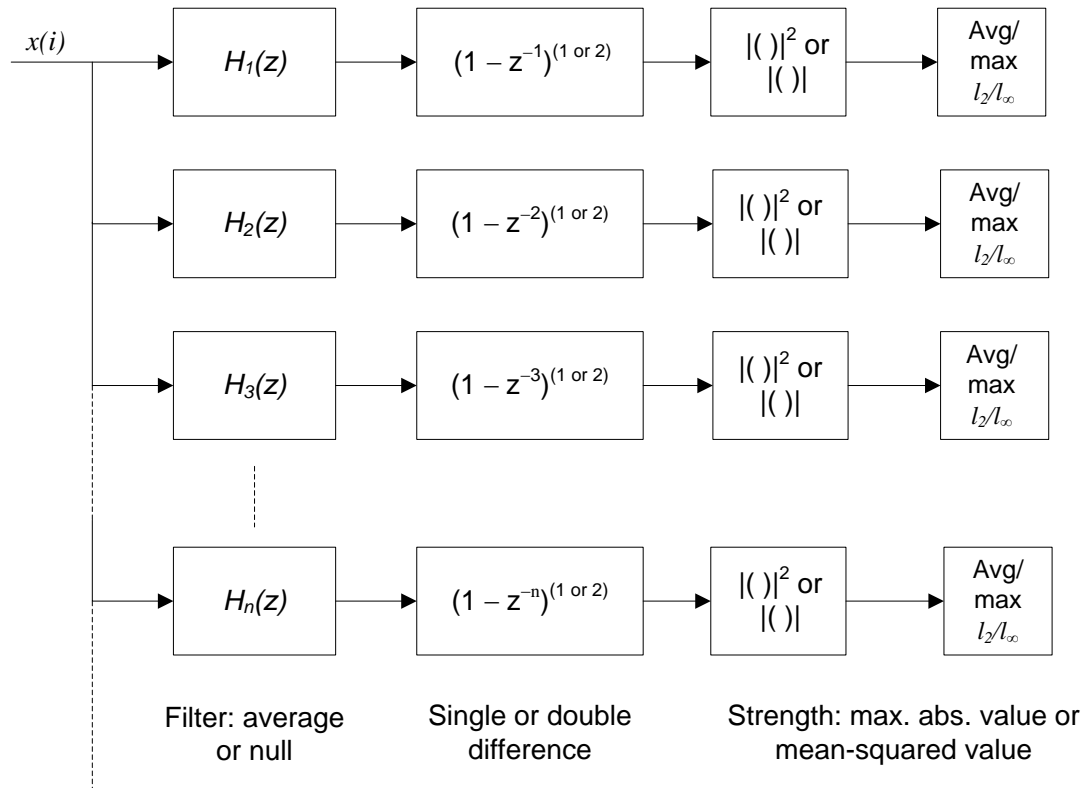 x(i)
H₁(z)
(1 – z⁻¹)⁽¹ ᵒʳ ²⁾
|( )|² or
|( )|
Avg/
max
l₂/l∞
H₂(z)
(1 – z⁻²)⁽¹ ᵒʳ ²⁾
|( )|² or
|( )|
Avg/
max
l₂/l∞
H₃(z)
(1 – z⁻³)⁽¹ ᵒʳ ²⁾
|( )|² or
|( )|
Avg/
max
l₂/l∞
Hₙ(z)
(1 – z⁻ⁿ)⁽¹ ᵒʳ ²⁾
|( )|² or
|( )|
Avg/
max
l₂/l∞
Filter: average
or null
Single or double
difference
Strength: max. abs. value or
mean-squared value